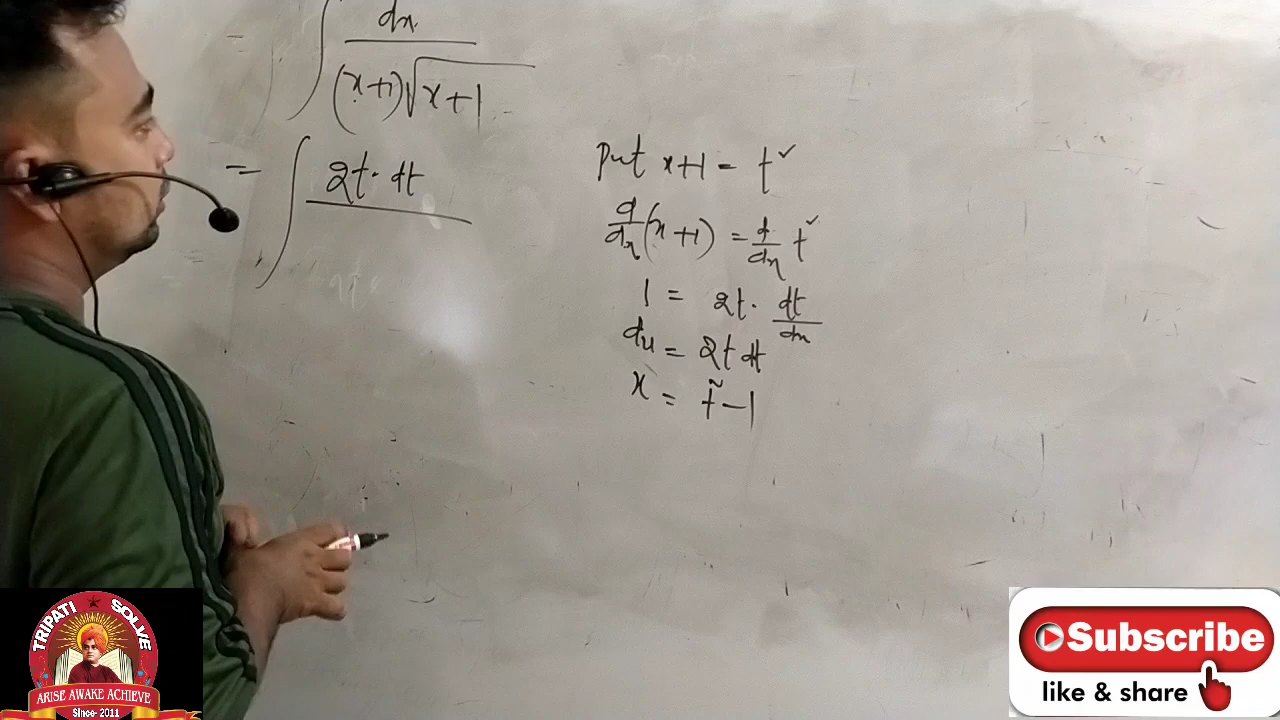 = ∫ dx
(x+1)√x+1
= ∫ 2t. dt
Put x+1 = t²
d/dx (x+1) = d/dx t²
1 = 2t. dt/dx
dx = 2t dt
x = t²-1
TRIPATI SOLVE
ARISE AWAKE ACHIEVE
Since- 2011
Subscribe
like & share